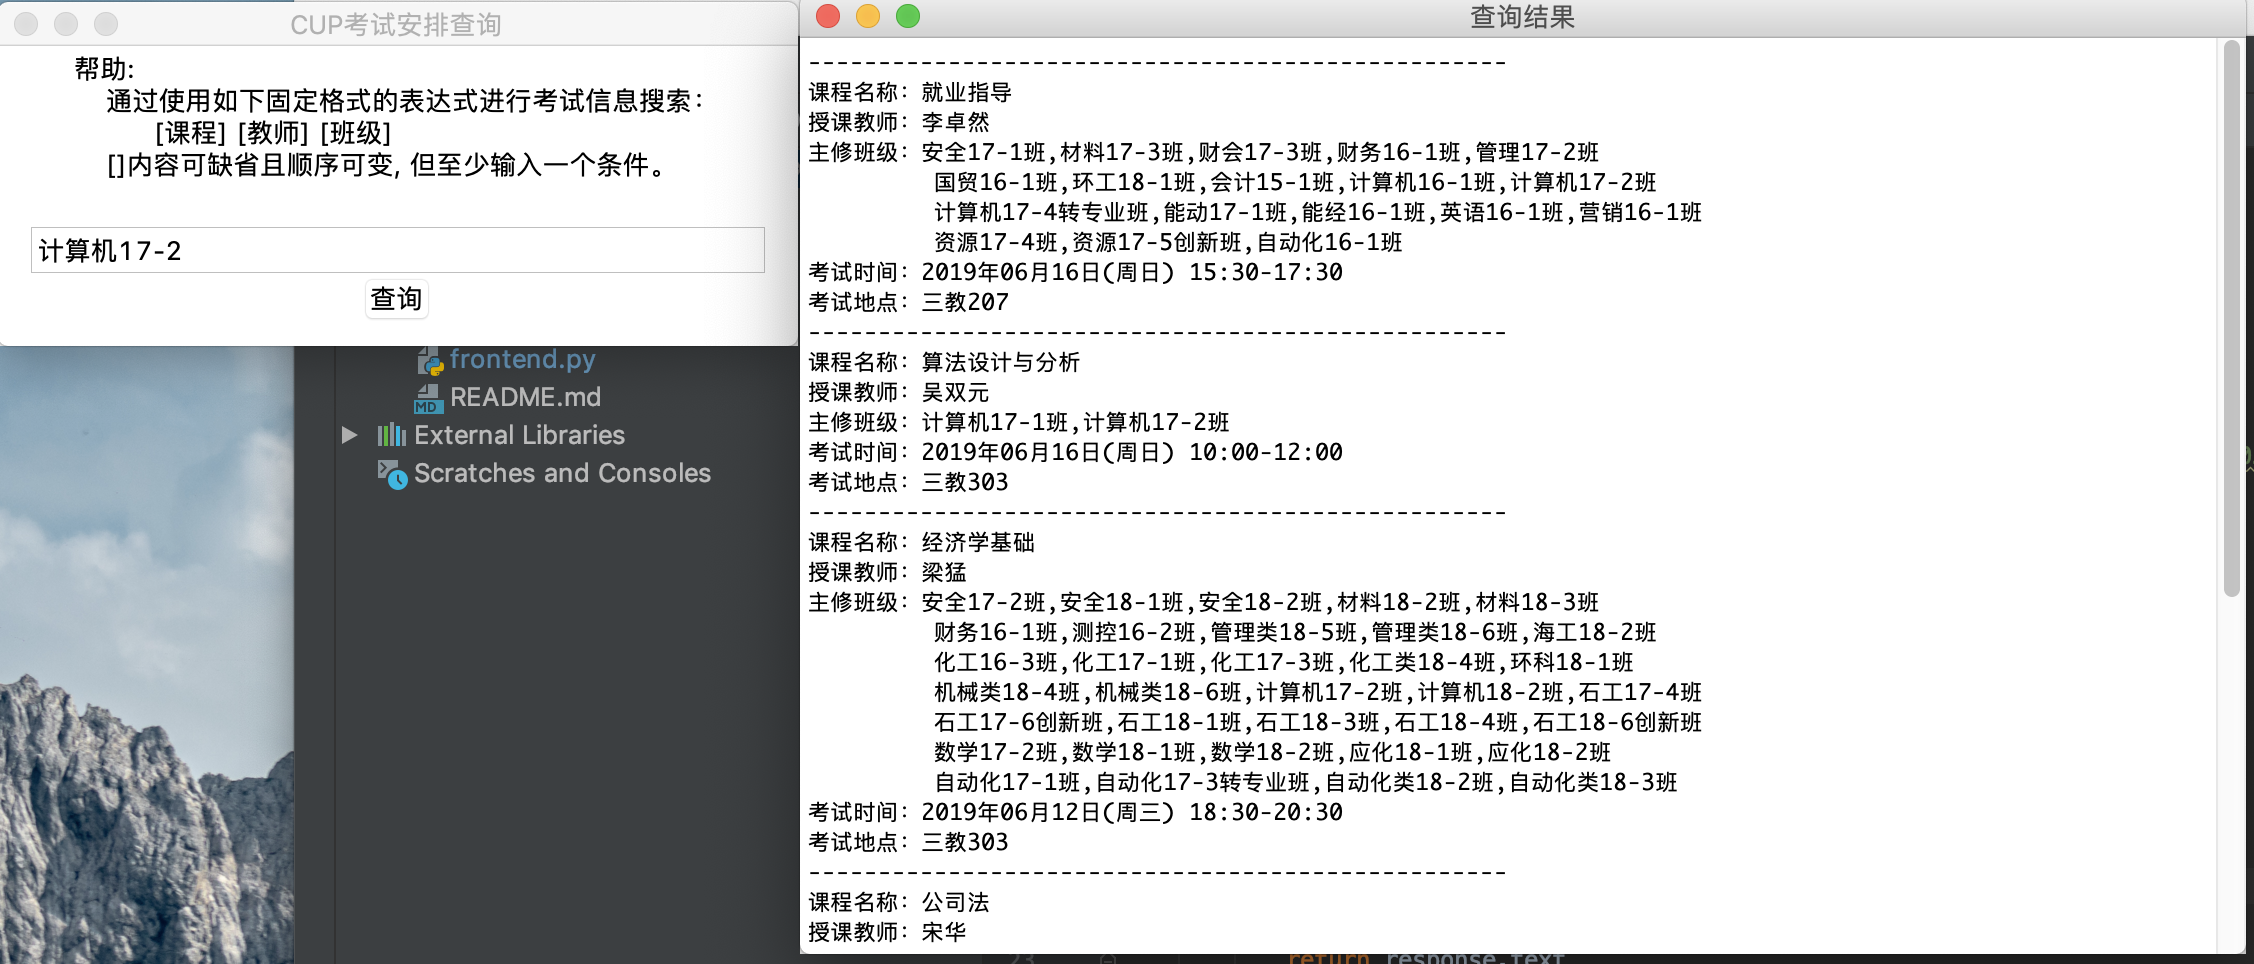 CUP考试安排查询
帮助:
通过使用如下固定格式的表达式进行考试信息搜索:
[课程] [教师] [班级]
[]内容可缺省且顺序可变, 但至少输入一个条件。
计算机17-2
查询
frontend.py
README.md
External Libraries
Scratches and Consoles
查询结果
--------------------------------------------------
课程名称: 就业指导
授课教师: 李卓然
主修班级: 安全17-1班,材料17-3班,财会17-3班,财务16-1班,管理17-2班
国贸16-1班,环工18-1班,会计15-1班,计算机16-1班,计算机17-2班
计算机17-4转专业班,能动17-1班,能经16-1班,英语16-1班,营销16-1班
资源17-4班,资源17-5创新班,自动化16-1班
考试时间: 2019年06月16日(周日) 15:30-17:30
考试地点: 三教207
--------------------------------------------------
课程名称: 算法设计与分析
授课教师: 吴双元
主修班级: 计算机17-1班,计算机17-2班
考试时间: 2019年06月16日(周日) 10:00-12:00
考试地点: 三教303
--------------------------------------------------
课程名称: 经济学基础
授课教师: 梁猛
主修班级: 安全17-2班,安全18-1班,安全18-2班,材料18-2班,材料18-3班
财务16-1班,测控16-2班,管理类18-5班,管理类18-6班,海工18-2班
化工16-3班,化工17-1班,化工17-3班,化工类18-4班,环科18-1班
机械类18-4班,机械类18-6班,计算机17-2班,计算机18-2班,石工17-4班
石工17-6创新班,石工18-1班,石工18-3班,石工18-4班,石工18-6创新班
数学17-2班,数学18-1班,数学18-2班,应化18-1班,应化18-2班
自动化17-1班,自动化17-3转专业班,自动化类18-2班,自动化类18-3班
考试时间: 2019年06月12日(周三) 18:30-20:30
考试地点: 三教303
--------------------------------------------------
课程名称: 公司法
授课教师: 宋华
23 return response.text